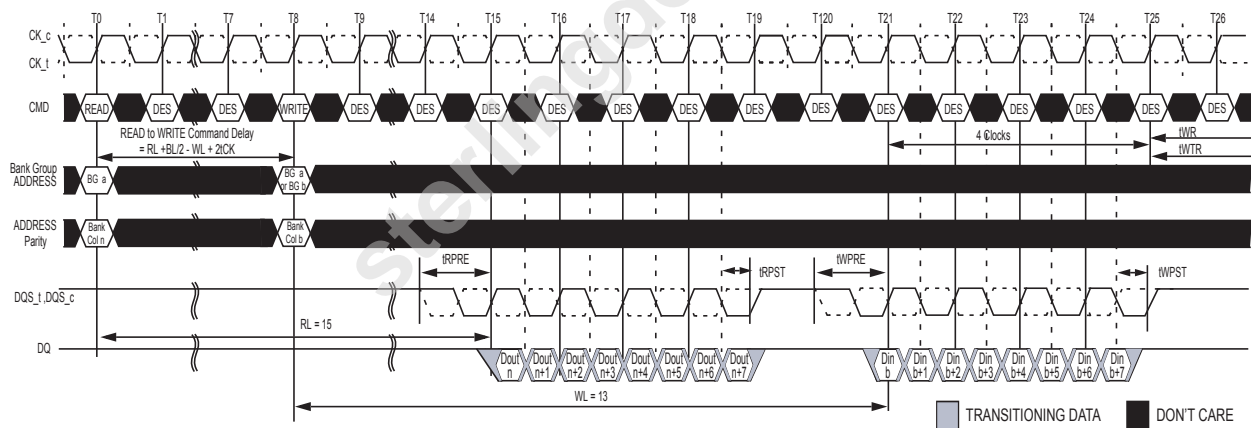 T0 T1 T7 T8 T9 T14 T15 T16 T17 T18 T19 T120 T21 T22 T23 T24 T25 T26
CK_c
CK_t
CMD READ DES DES WRITE DES DES DES DES DES DES DES DES DES DES DES DES DES DES
READ to WRITE Command Delay
= RL +BL/2 - WL + 2tCK
4 Clocks
tWR
tWTR
Bank Group
ADDRESS
BG a
BG a
or BG b
ADDRESS
Parity
Bank
Col n
Bank
Col b
tRPRE
tRPST
tWPRE
tWPST
DQS_t ,DQS_c
RL = 15
DQ
Dout
n
Dout
n+1
Dout
n+2
Dout
n+3
Dout
n+4
Dout
n+5
Dout
n+6
Dout
n+7
Din
b
Din
b+1
Din
b+2
Din
b+3
Din
b+4
Din
b+5
Din
b+6
Din
b+7
WL = 13
TRANSITIONING DATA
DON'T CARE